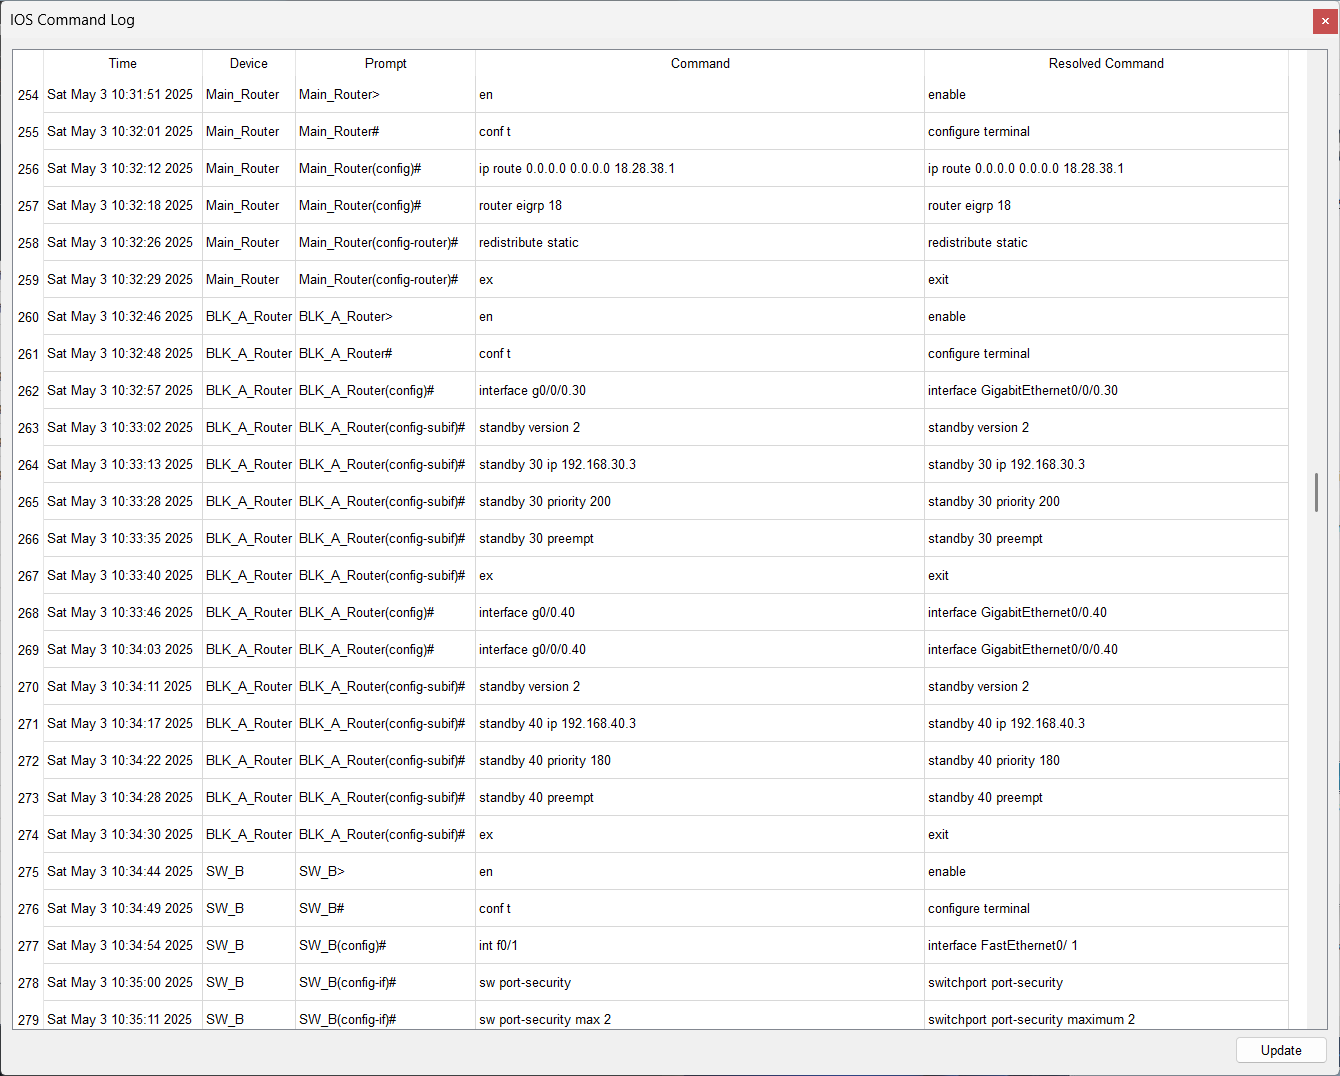 IOS Command Log
Time Device Prompt Command Resolved Command
254 Sat May 3 10:31:51 2025 Main_Router Main_Router> en enable
255 Sat May 3 10:32:01 2025 Main_Router Main_Router# conf t configure terminal
256 Sat May 3 10:32:12 2025 Main_Router Main_Router(config)# ip route 0.0.0.0 0.0.0.0 18.28.38.1 ip route 0.0.0.0 0.0.0.0 18.28.38.1
257 Sat May 3 10:32:18 2025 Main_Router Main_Router(config)# router eigrp 18 router eigrp 18
258 Sat May 3 10:32:26 2025 Main_Router Main_Router(config-router)# redistribute static redistribute static
259 Sat May 3 10:32:29 2025 Main_Router Main_Router(config-router)# ex exit
260 Sat May 3 10:32:46 2025 BLK_A_Router BLK_A_Router> en enable
261 Sat May 3 10:32:48 2025 BLK_A_Router BLK_A_Router# conf t configure terminal
262 Sat May 3 10:32:57 2025 BLK_A_Router BLK_A_Router(config)# interface g0/0/0.30 interface GigabitEthernet0/0/0.30
263 Sat May 3 10:33:02 2025 BLK_A_Router BLK_A_Router(config-subif)# standby version 2 standby version 2
264 Sat May 3 10:33:13 2025 BLK_A_Router BLK_A_Router(config-subif)# standby 30 ip 192.168.30.3 standby 30 ip 192.168.30.3
265 Sat May 3 10:33:28 2025 BLK_A_Router BLK_A_Router(config-subif)# standby 30 priority 200 standby 30 priority 200
266 Sat May 3 10:33:35 2025 BLK_A_Router BLK_A_Router(config-subif)# standby 30 preempt standby 30 preempt
267 Sat May 3 10:33:40 2025 BLK_A_Router BLK_A_Router(config-subif)# ex exit
268 Sat May 3 10:33:46 2025 BLK_A_Router BLK_A_Router(config)# interface g0/0.40 interface GigabitEthernet0/0.40
269 Sat May 3 10:34:03 2025 BLK_A_Router BLK_A_Router(config)# interface g0/0/0.40 interface GigabitEthernet0/0/0.40
270 Sat May 3 10:34:11 2025 BLK_A_Router BLK_A_Router(config-subif)# standby version 2 standby version 2
271 Sat May 3 10:34:17 2025 BLK_A_Router BLK_A_Router(config-subif)# standby 40 ip 192.168.40.3 standby 40 ip 192.168.40.3
272 Sat May 3 10:34:22 2025 BLK_A_Router BLK_A_Router(config-subif)# standby 40 priority 180 standby 40 priority 180
273 Sat May 3 10:34:28 2025 BLK_A_Router BLK_A_Router(config-subif)# standby 40 preempt standby 40 preempt
274 Sat May 3 10:34:30 2025 BLK_A_Router BLK_A_Router(config-subif)# ex exit
275 Sat May 3 10:34:44 2025 SW_B SW_B> en enable
276 Sat May 3 10:34:49 2025 SW_B SW_B# conf t configure terminal
277 Sat May 3 10:34:54 2025 SW_B SW_B(config)# int f0/1 interface FastEthernet0/ 1
278 Sat May 3 10:35:00 2025 SW_B SW_B(config-if)# sw port-security switchport port-security
279 Sat May 3 10:35:11 2025 SW_B SW_B(config-if)# sw port-security max 2 switchport port-security maximum 2
Update